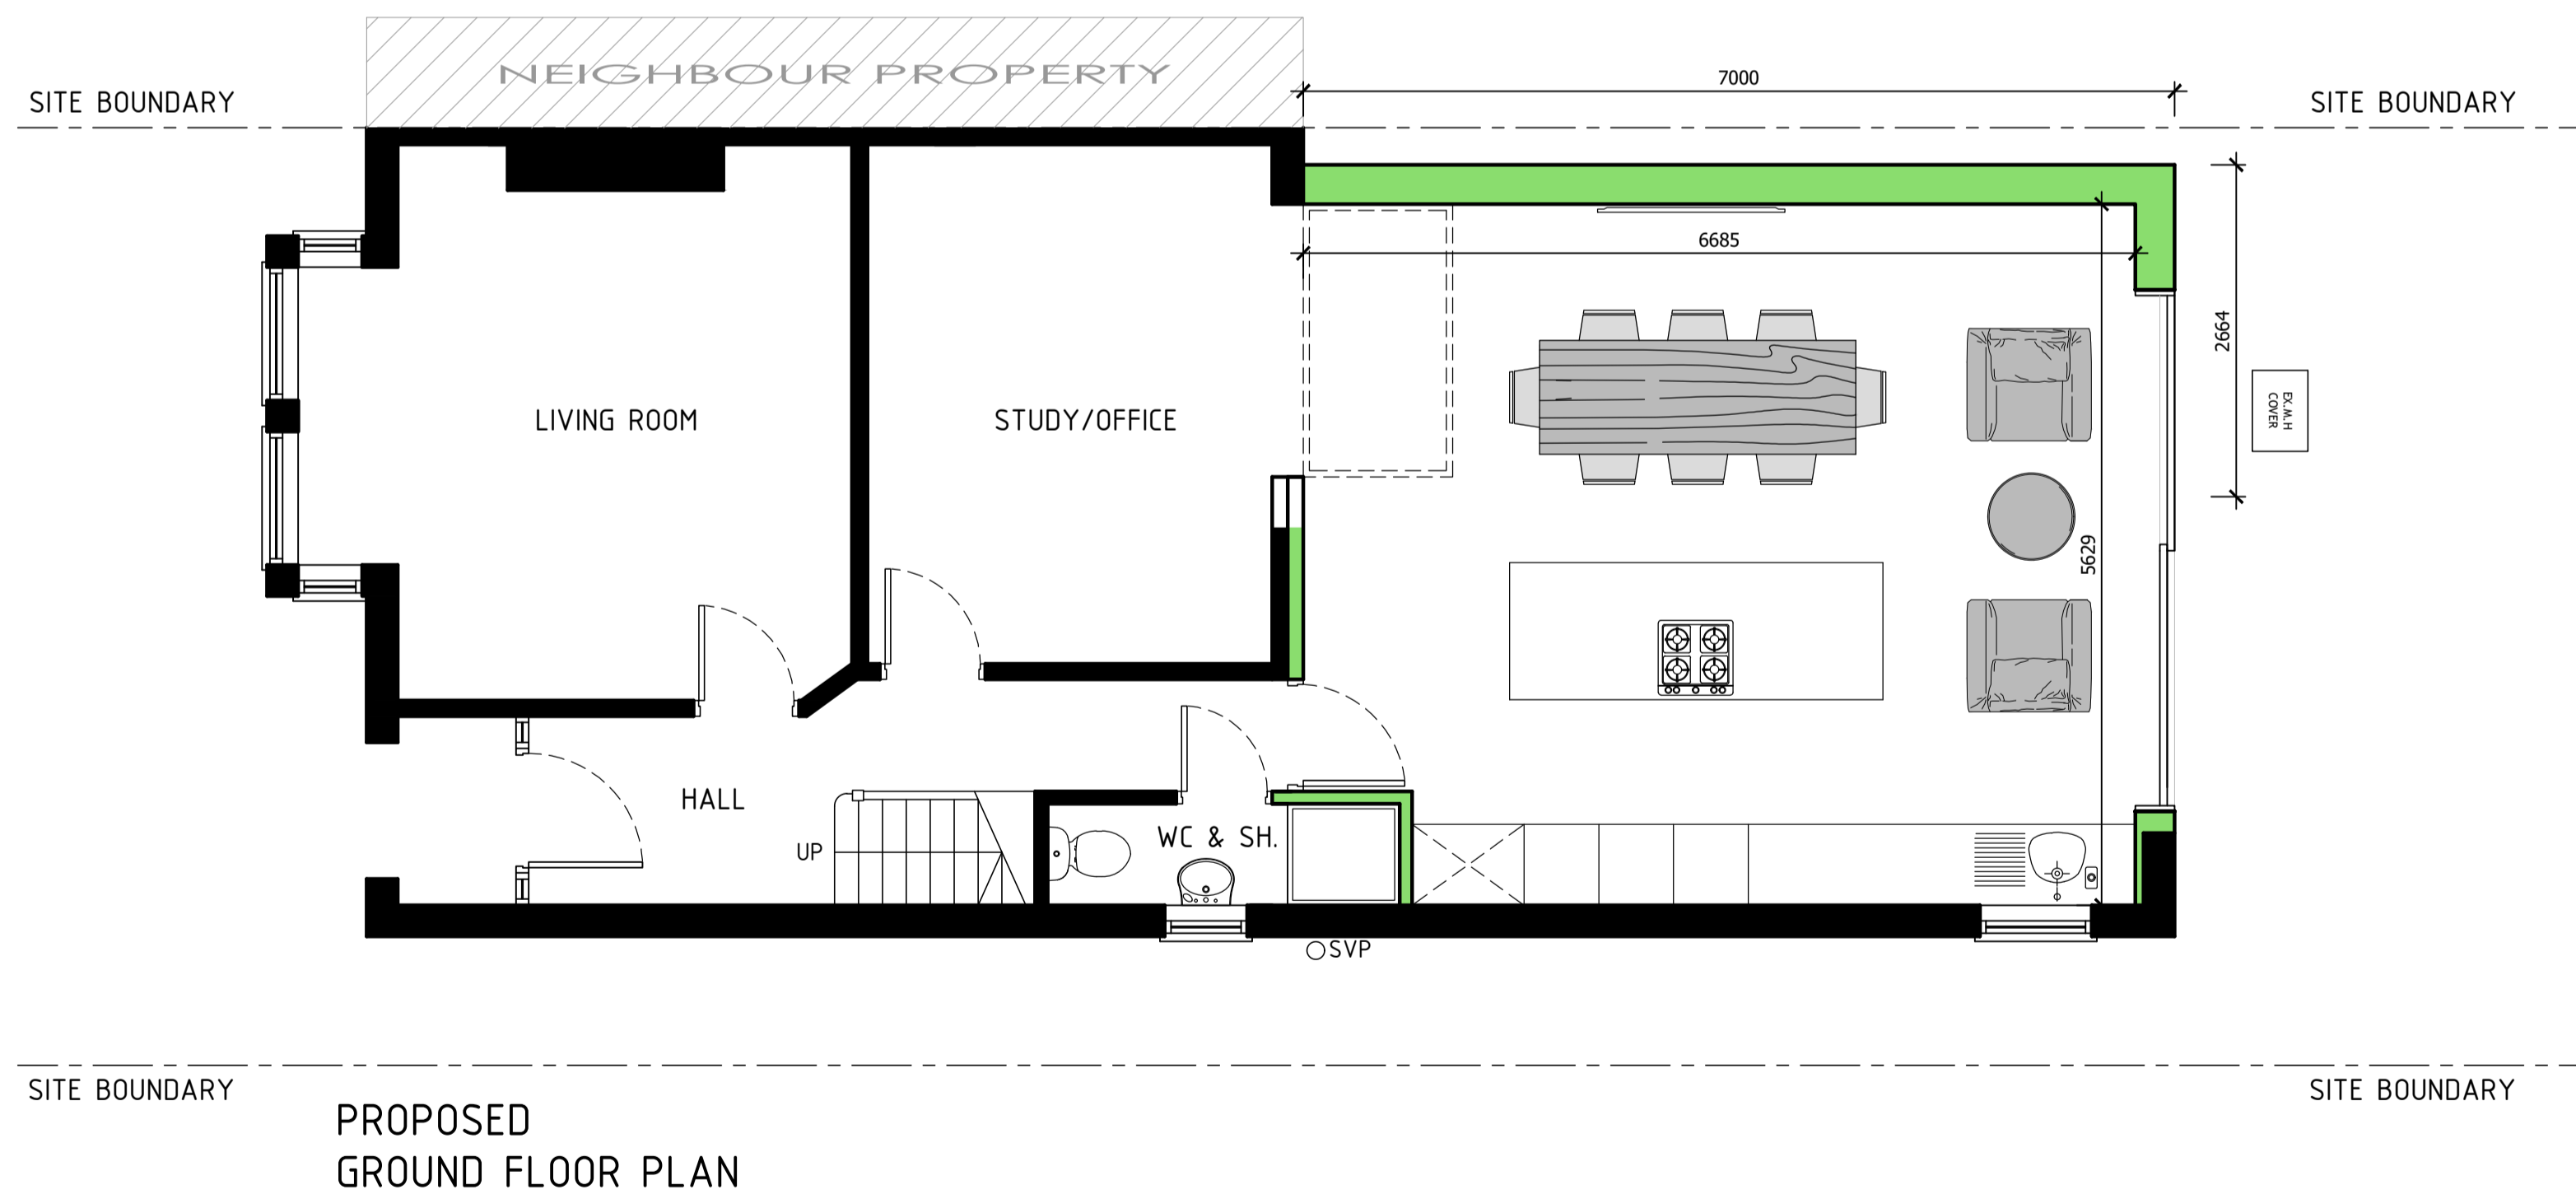 NEIGHBOUR PROPERTY
7000
SITE BOUNDARY
SITE BOUNDARY
6685
2664
EX.M.H
COVER
LIVING ROOM
STUDY/OFFICE
5629
HALL
UP
WC & SH.
SVP
SITE BOUNDARY
SITE BOUNDARY
PROPOSED
GROUND FLOOR PLAN